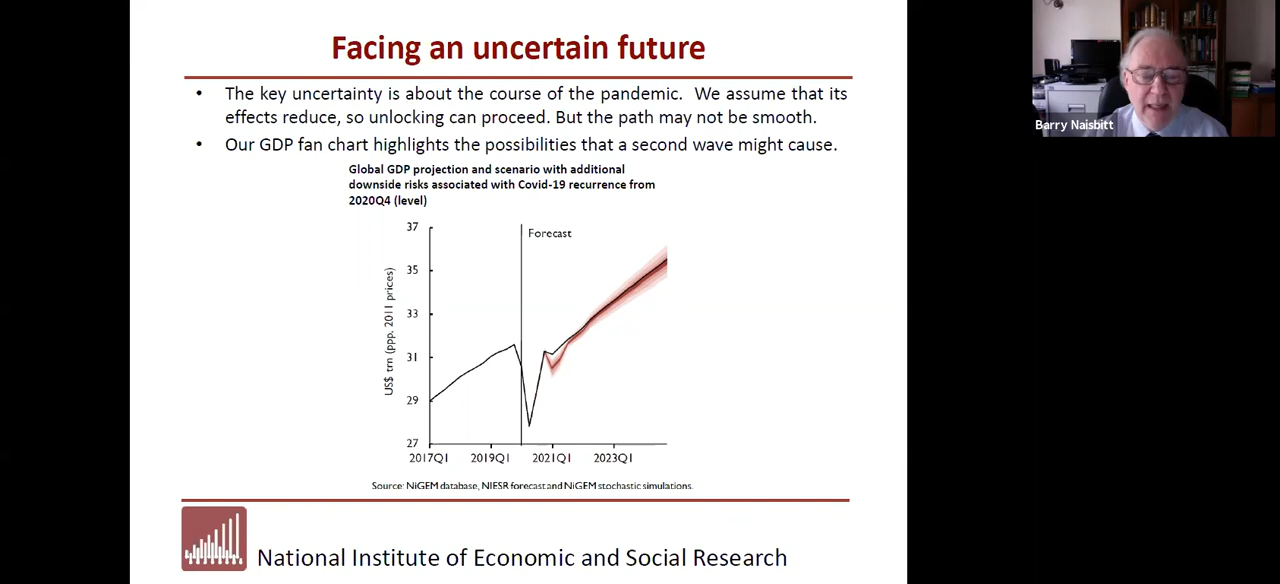 Facing an uncertain future
• The key uncertainty is about the course of the pandemic. We assume that its
effects reduce, so unlocking can proceed. But the path may not be smooth.
• Our GDP fan chart highlights the possibilities that a second wave might cause.
Global GDP projection and scenario with additional
downside risks associated with Covid-19 recurrence from
2020Q4 (level)
US$ trn (ppp, 2011 prices)
37
35
33
31
29
27
Forecast
2017Q1 2019Q1 2021Q1 2023Q1
Source: NiGEM database, NIESR forecast and NiGEM stochastic simulations.
National Institute of Economic and Social Research
Barry Naisbitt